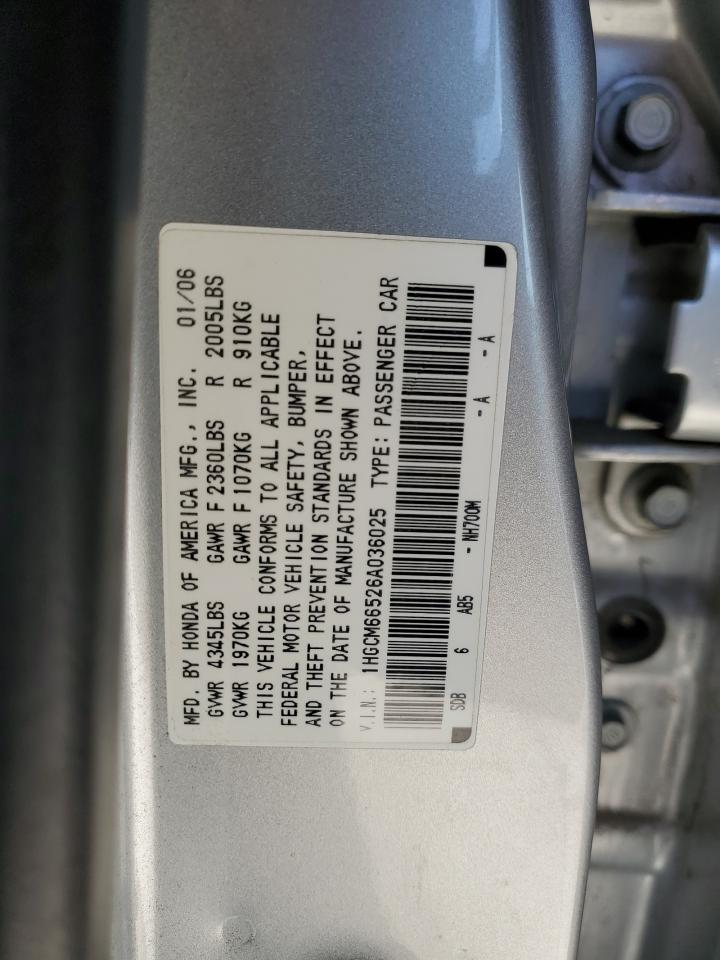 MFD. BY HONDA OF AMERICA MFG., INC. 01/06
GVWR 4345LBS GAWR F 2360LBS R 2005LBS
GVWR 1970KG GAWR F 1070KG R 910KG
THIS VEHICLE CONFORMS TO ALL APPLICABLE
FEDERAL MOTOR VEHICLE SAFETY, BUMPER,
AND THEFT PREVENTION STANDARDS IN EFFECT
ON THE DATE OF MANUFACTURE SHOWN ABOVE.
V.I.N.: 1HGCM66526A036025 TYPE: PASSENGER CAR
SDB 6 AB5 - NH700M - A - A